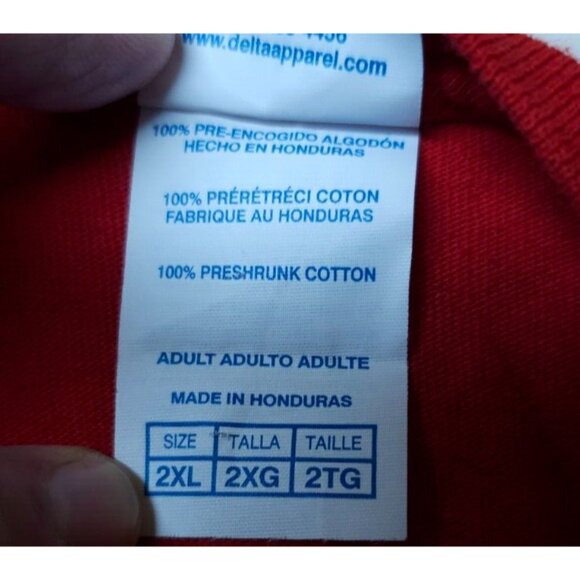 www.deltaapparel.com
100% PRE-ENCOGIDO ALGODÓN
HECHO EN HONDURAS
100% PRÉRÉTRÉCI COTON
FABRIQUE AU HONDURAS
100% PRESHRUNK COTTON
ADULT ADULTO ADULTE
MADE IN HONDURAS
SIZE TALLA TAILLE
2XL 2XG 2TG